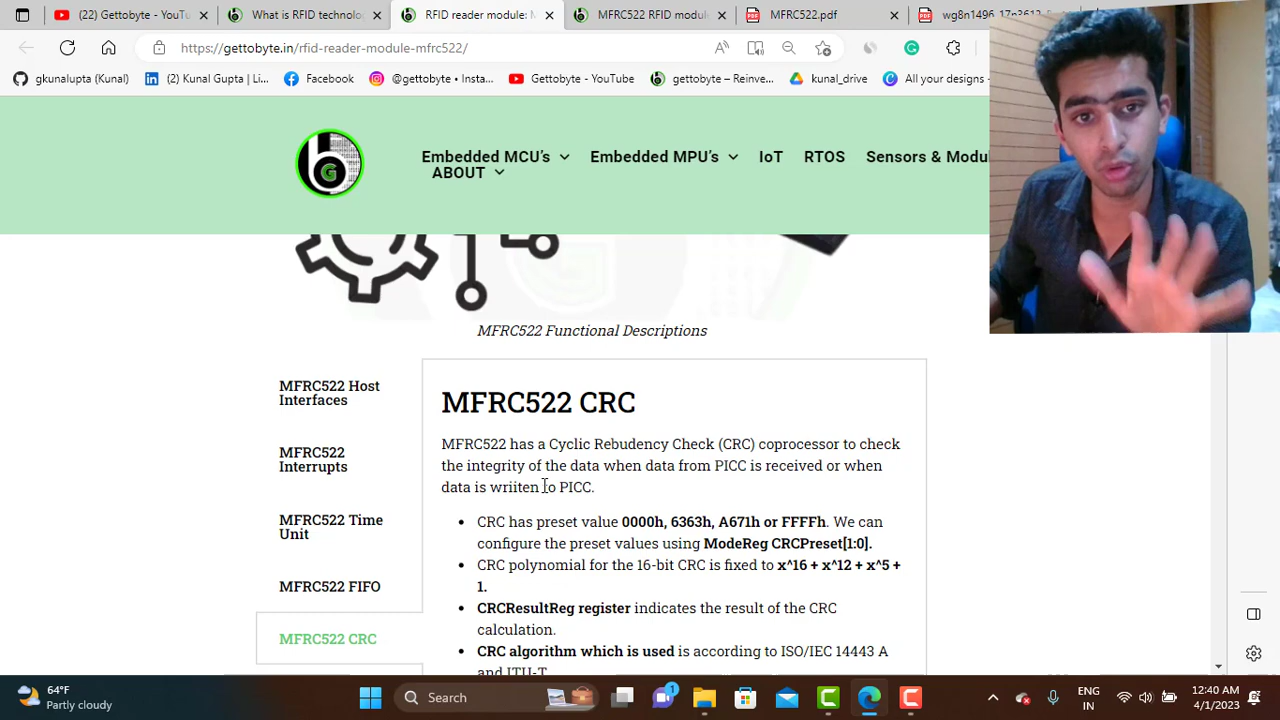 (22) Gettobyte - YouTu
What is RFID technolo
RFID reader module: M
MFRC522 RFID modul
MFRC522.pdf
wg8n1496_17n2613_f
https://gettobyte.in/rfid-reader-module-mfrc522/
gkunalupta (Kunal)
(2) Kunal Gupta | Li...
Facebook
@gettobyte • Insta...
Gettobyte - YouTube
gettobyte – Reinve...
kunal_drive
All your designs -
Embedded MCU's
Embedded MPU's
IoT
RTOS
Sensors & Modu
ABOUT
MFRC522 Functional Descriptions
MFRC522 Host
Interfaces
MFRC522
Interrupts
MFRC522 Time
Unit
MFRC522 FIFO
MFRC522 CRC
MFRC522 CRC
MFRC522 has a Cyclic Rebudency Check (CRC) coprocessor to check
the integrity of the data when data from PICC is received or when
data is wriiten to PICC.
• CRC has preset value 0000h, 6363h, A671h or FFFFh. We can
configure the preset values using ModeReg CRCPreset[1:0].
• CRC polynomial for the 16-bit CRC is fixed to x^16 + x^12 + x^5 +
1.
• CRCResultReg register indicates the result of the CRC
calculation.
• CRC algorithm which is used is according to ISO/IEC 14443 A
and ITU-T
64°F
Partly cloudy
Search
1
ENG
IN
12:40 AM
4/1/2023